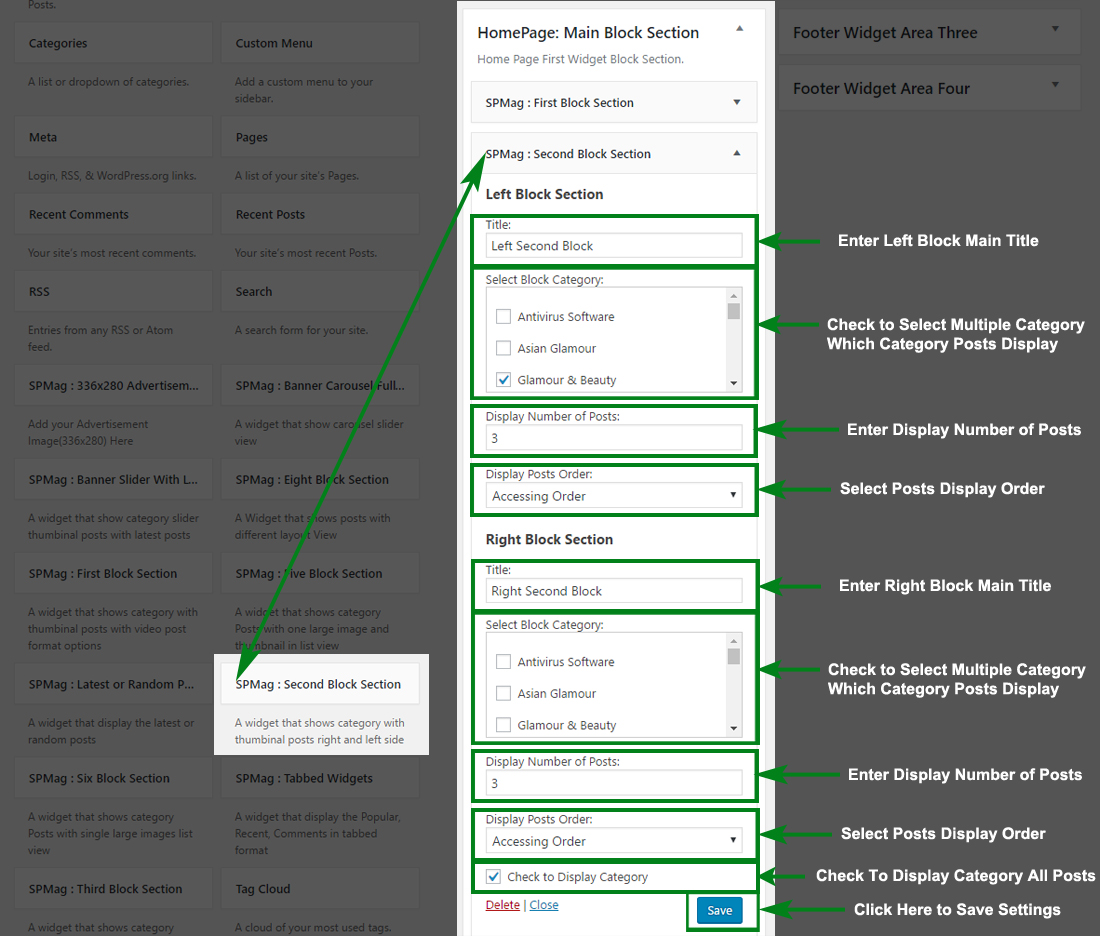 Posts.
Categories
Custom Menu
A list or dropdown of categories.
Add a custom menu to your
sidebar.
Meta
Pages
Login, RSS, & WordPress.org links.
A list of your site's Pages.
Recent Comments
Recent Posts
Your site's most recent comments.
Your site's most recent Posts.
RSS
Search
Entries from any RSS or Atom
feed.
A search form for your site.
SPMag : 336x280 Advertisem...
SPMag : Banner Carousel Full...
Add your Advertisement
Image(336x280) Here
A widget that show carousel slider
view
SPMag : Banner Slider With L...
SPMag : Eight Block Section
A widget that show category slider
thumbinal posts with latest posts
A Widget that shows posts with
different layout View
SPMag : First Block Section
SPMag : Five Block Section
A widget that shows category with
thumbinal posts with video post
format options
A widget that shows category
Posts with one large image and
thumbnail in list view
SPMag : Latest or Random P...
SPMag : Second Block Section
A widget that display the latest or
random posts
A widget that shows category with
thumbinal posts right and left side
SPMag : Six Block Section
SPMag : Tabbed Widgets
A widget that shows category
Posts with single large images list
view
A widget that display the Popular,
Recent, Comments in tabbed
format
SPMag : Third Block Section
Tag Cloud
A widget that shows category
A cloud of your most used tags.
HomePage: Main Block Section
Home Page First Widget Block Section.
SPMag : First Block Section
SPMag : Second Block Section
Left Block Section
Title:
Left Second Block
Select Block Category:
Antivirus Software
Asian Glamour
Glamour & Beauty
Display Number of Posts:
3
Display Posts Order:
Accessing Order
Right Block Section
Title:
Right Second Block
Select Block Category:
Antivirus Software
Asian Glamour
Glamour & Beauty
Display Number of Posts:
3
Display Posts Order:
Accessing Order
Check to Display Category
Delete | Close
Save
Footer Widget Area Three
Footer Widget Area Four
Enter Left Block Main Title
Check to Select Multiple Category
Which Category Posts Display
Enter Display Number of Posts
Select Posts Display Order
Enter Right Block Main Title
Check to Select Multiple Category
Which Category Posts Display
Enter Display Number of Posts
Select Posts Display Order
Check To Display Category All Posts
Click Here to Save Settings